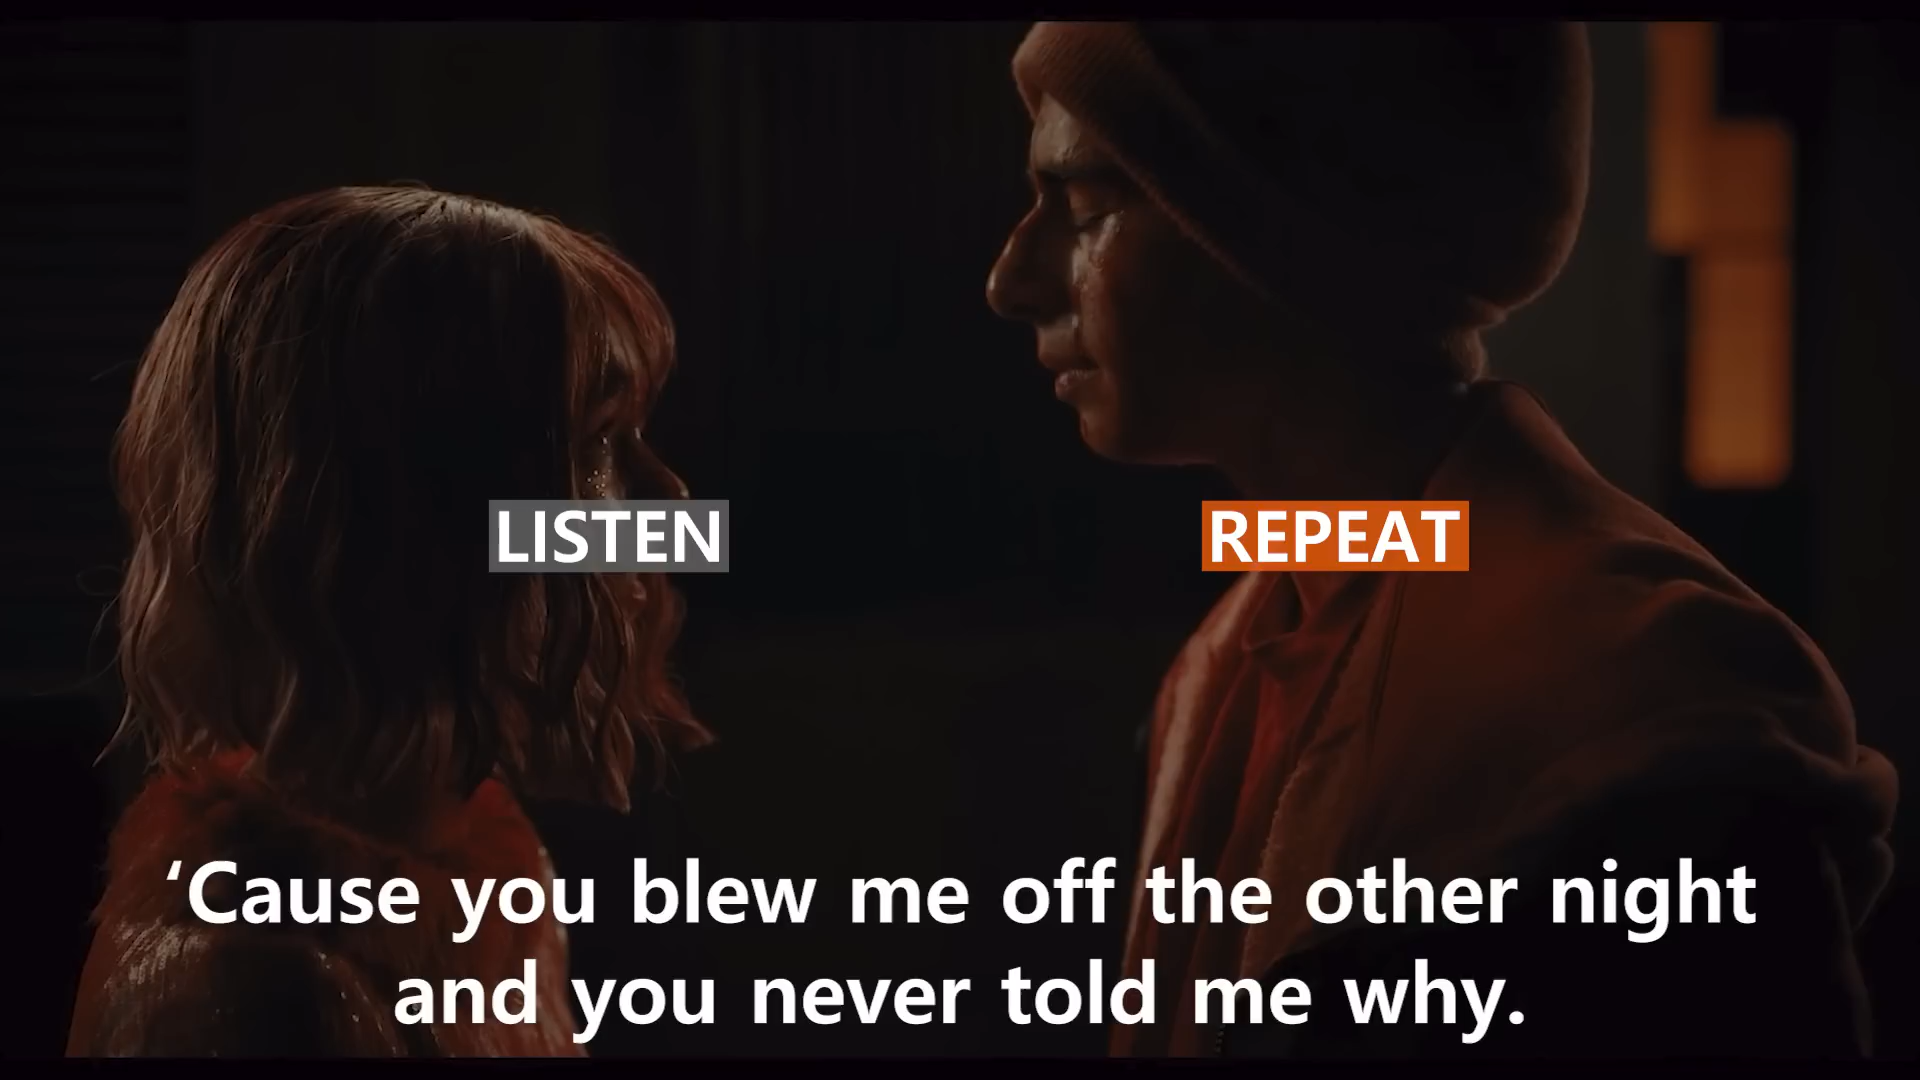 LISTEN
REPEAT
‘Cause you blew me off the other night
and you never told me why.